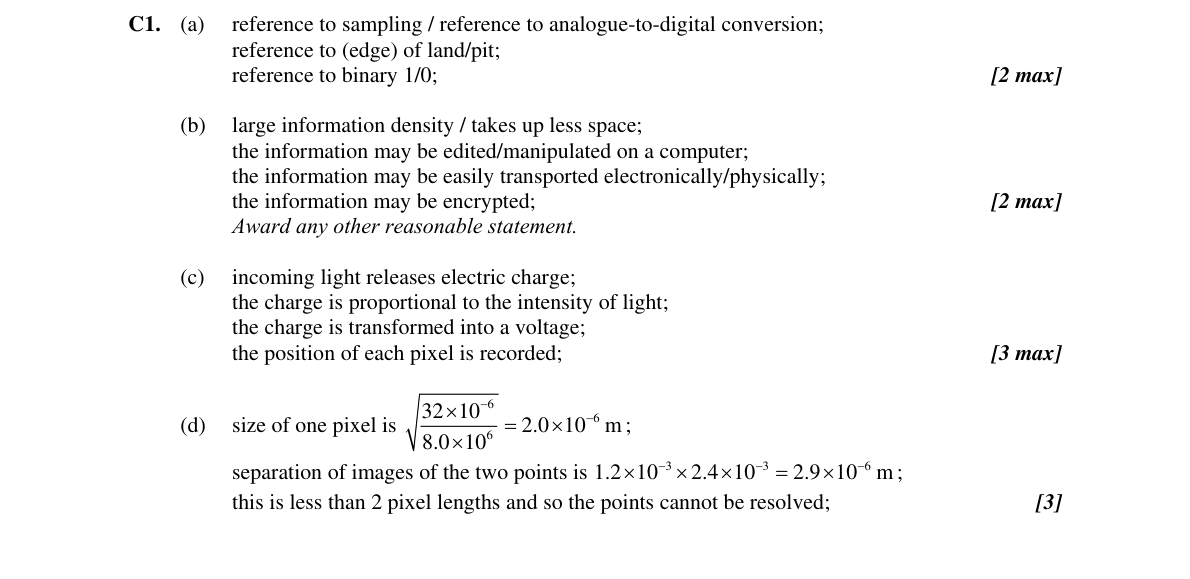 C1. (a) reference to sampling / reference to analogue-to-digital conversion;
reference to (edge) of land/pit;
reference to binary 1/0; [2 max]
(b) large information density / takes up less space;
the information may be edited/manipulated on a computer;
the information may be easily transported electronically/physically;
the information may be encrypted; [2 max]
Award any other reasonable statement.
(c) incoming light releases electric charge;
the charge is proportional to the intensity of light;
the charge is transformed into a voltage;
the position of each pixel is recorded; [3 max]
(d) size of one pixel is √(32×10⁻⁶/8.0×10⁶) = 2.0×10⁻⁶ m;
separation of images of the two points is 1.2×10⁻³ × 2.4×10⁻³ = 2.9×10⁻⁶ m;
this is less than 2 pixel lengths and so the points cannot be resolved; [3]